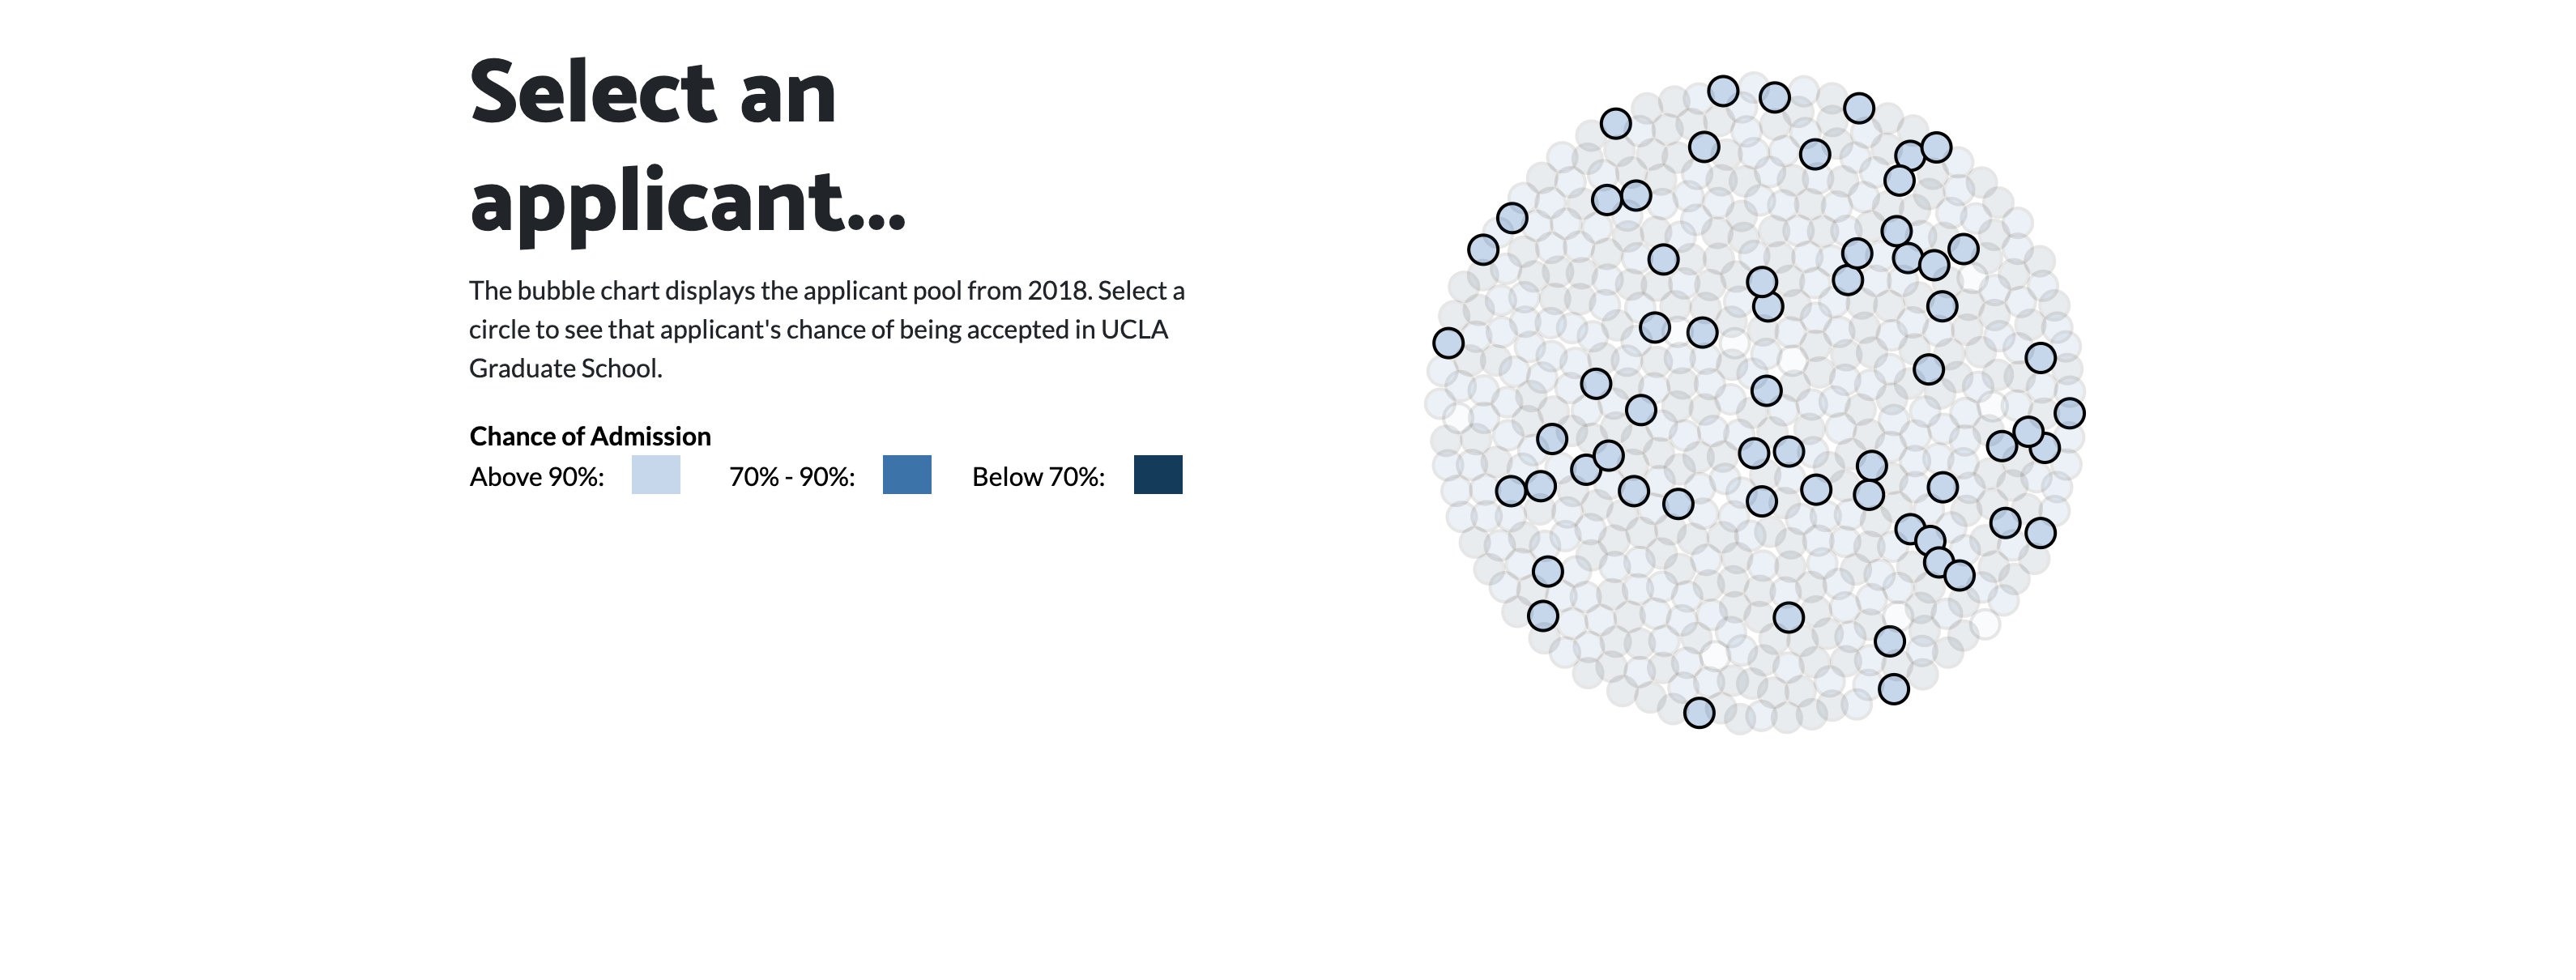 Select an
applicant...
The bubble chart displays the applicant pool from 2018. Select a
circle to see that applicant's chance of being accepted in UCLA
Graduate School.
Chance of Admission
Above 90%: 70% - 90%: Below 70%: